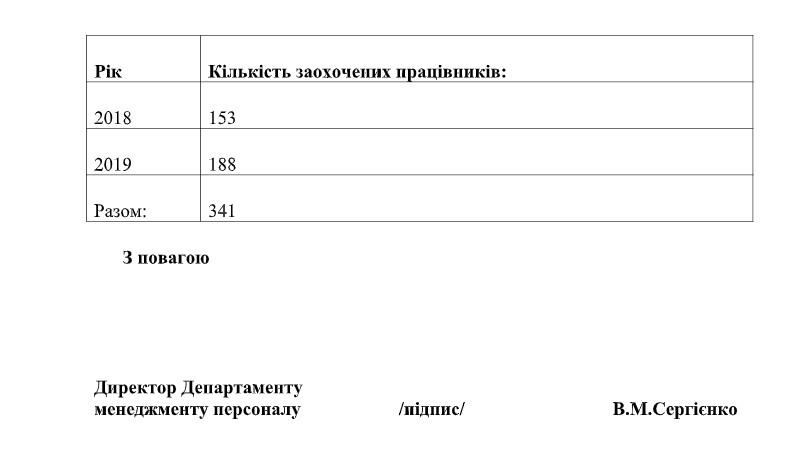 Рік Кількість заохочених працівників:
2018 153
2019 188
Разом: 341
З повагою
Директор Департаменту
менеджменту персоналу /підпис/ В.М.Сергієнко